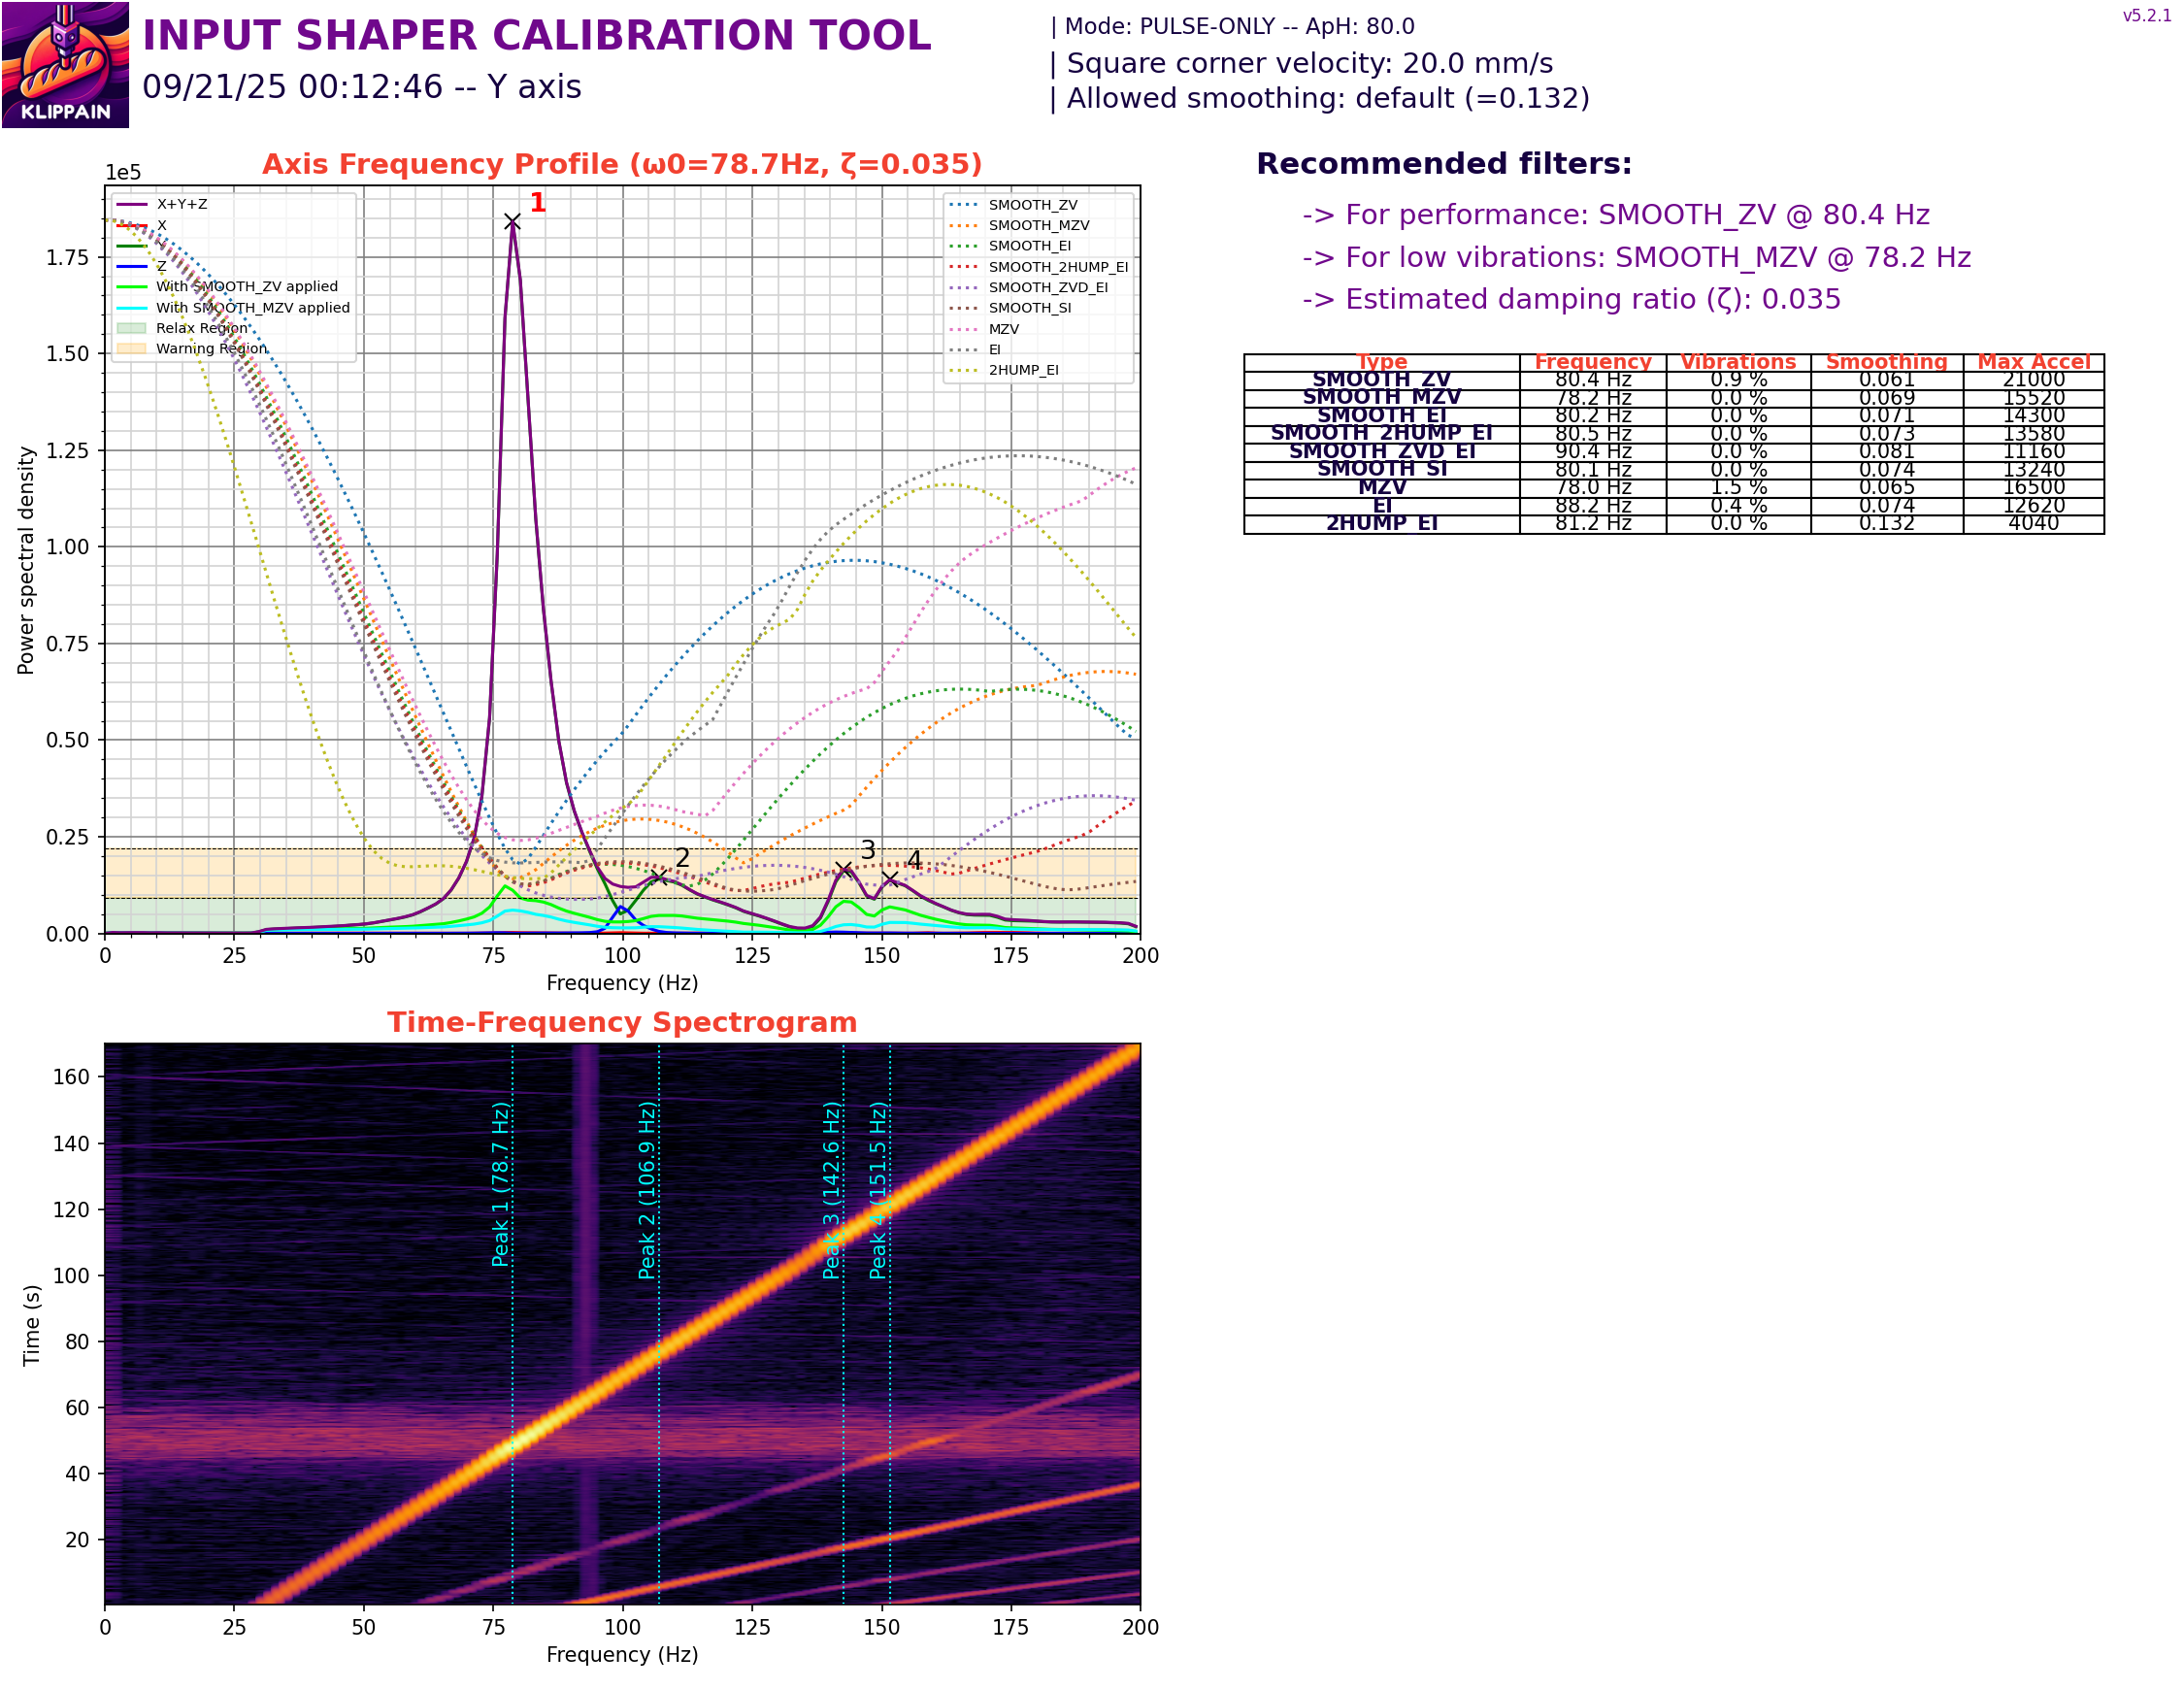 v5.2.1
KLIPPAIN
INPUT SHAPER CALIBRATION TOOL
09/21/25 00:12:46 -- Y axis
| Mode: PULSE-ONLY -- ApH: 80.0
| Square corner velocity: 20.0 mm/s
| Allowed smoothing: default (=0.132)
Axis Frequency Profile (ω0=78.7Hz, ζ=0.035)
1e5
X+Y+Z
X
Y
Z
With SMOOTH_ZV applied
With SMOOTH_MZV applied
Relax Region
Warning Region
SMOOTH_ZV
SMOOTH_MZV
SMOOTH_EI
SMOOTH_2HUMP_EI
SMOOTH_ZVD_EI
SMOOTH_SI
MZV
EI
2HUMP_EI
1
2
3
4
Power spectral density
1.75
1.50
1.25
1.00
0.75
0.50
0.25
0.00
0 25 50 75 100 125 150 175 200
Frequency (Hz)
Recommended filters:
-> For performance: SMOOTH_ZV @ 80.4 Hz
-> For low vibrations: SMOOTH_MZV @ 78.2 Hz
-> Estimated damping ratio (ζ): 0.035
Type Frequency Vibrations Smoothing Max Accel
SMOOTH_ZV 80.4 Hz 0.9 % 0.061 21000
SMOOTH_MZV 78.2 Hz 0.0 % 0.069 15520
SMOOTH_EI 80.2 Hz 0.0 % 0.071 14300
SMOOTH_2HUMP_EI 80.5 Hz 0.0 % 0.073 13580
SMOOTH_ZVD_EI 90.4 Hz 0.0 % 0.081 11160
SMOOTH_SI 80.1 Hz 0.0 % 0.074 13240
MZV 78.0 Hz 1.5 % 0.065 16500
EI 88.2 Hz 0.4 % 0.074 12620
2HUMP_EI 81.2 Hz 0.0 % 0.132 4040
Time-Frequency Spectrogram
Time (s)
160
140
120
100
80
60
40
20
Peak 1 (78.7 Hz)
Peak 2 (106.9 Hz)
Peak 3 (142.6 Hz)
Peak 4 (151.5 Hz)
0 25 50 75 100 125 150 175 200
Frequency (Hz)